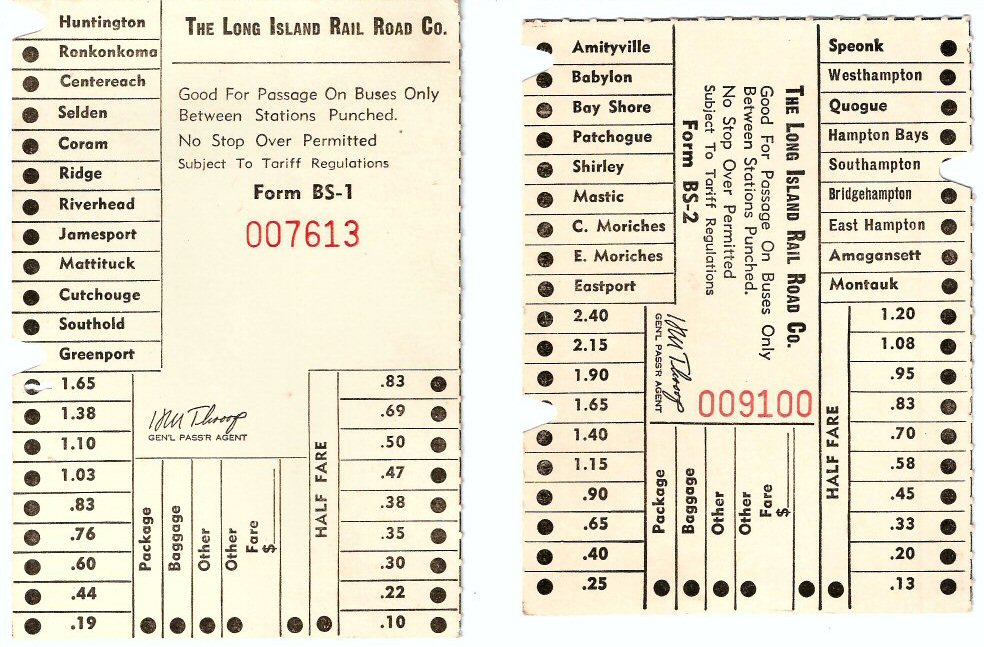 Huntington
Ronkonkoma
Centereach
Selden
Coram
Ridge
Riverhead
Jamesport
Mattituck
Cutchouge
Southold
Greenport
THE LONG ISLAND RAIL ROAD CO.
Good For Passage On Buses Only
Between Stations Punched.
No Stop Over Permitted
Subject To Tariff Regulations
Form BS-1
007613
1.65
1.38
1.10
1.03
.83
.76
.60
.44
.19
HM Throop
GEN'L PASS'R AGENT
Package
Baggage
Other
Other
Fare
$
HALF FARE
.83
.69
.50
.47
.38
.35
.30
.22
.10
Amityville
Babylon
Bay Shore
Patchogue
Shirley
Mastic
C. Moriches
E. Moriches
Eastport
2.40
2.15
1.90
1.65
1.40
1.15
.90
.65
.40
.25
THE LONG ISLAND RAIL ROAD CO.
Good For Passage On Buses Only
Between Stations Punched.
No Stop Over Permitted
Subject To Tariff Regulations
Form BS-2
HM Throop
GEN'L PASS'R AGENT
009100
Package
Baggage
Other
Other
Fare
$
HALF FARE
Speonk
Westhampton
Quogue
Hampton Bays
Southampton
Bridgehampton
East Hampton
Amagansett
Montauk
1.20
1.08
.95
.83
.70
.58
.45
.33
.20
.13